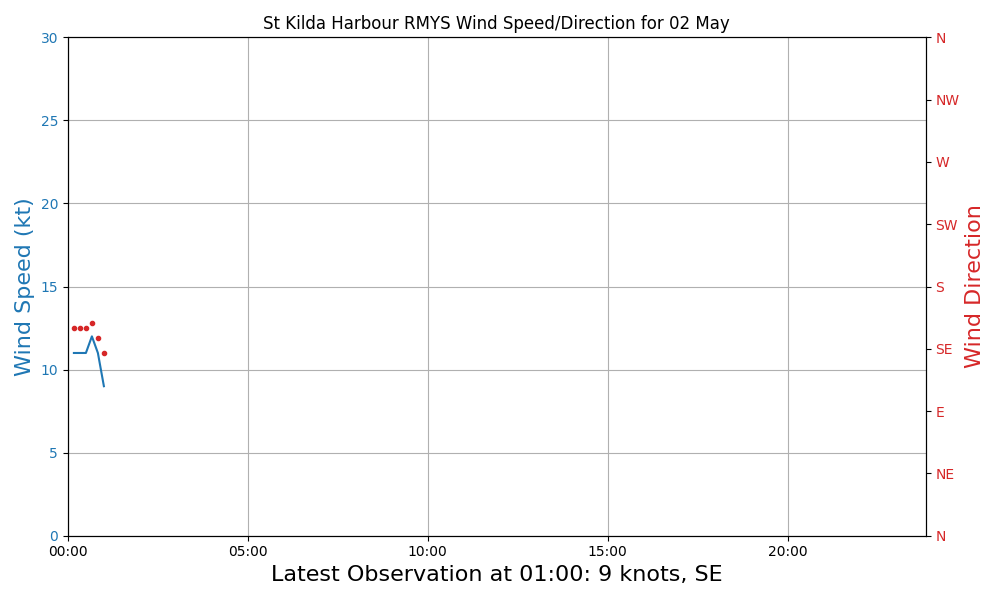 St Kilda Harbour RMYS Wind Speed/Direction for 02 May
Wind Speed (kt)
30
25
20
15
10
5
0
00:00
05:00
10:00
15:00
20:00
N
NW
W
SW
S
SE
E
NE
N
Wind Direction
Latest Observation at 01:00: 9 knots, SE